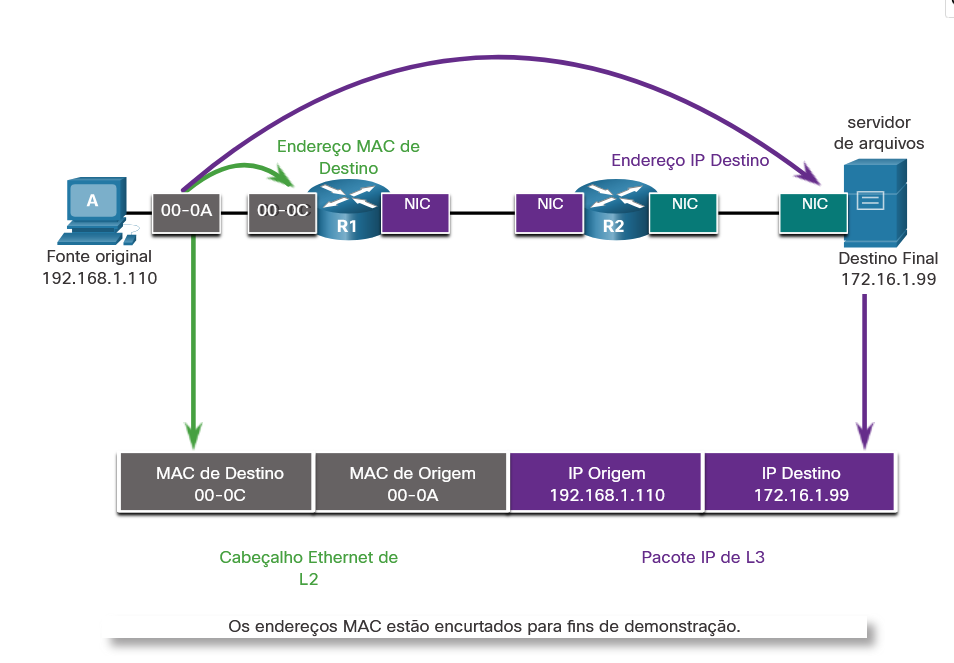 servidor
de arquivos
Endereço MAC de
Destino
Endereço IP Destino
A
00-0A
00-0C
R1
NIC
NIC
R2
NIC
NIC
Fonte original
192.168.1.110
Destino Final
172.16.1.99
MAC de Destino
00-0C
MAC de Origem
00-0A
IP Origem
192.168.1.110
IP Destino
172.16.1.99
Cabeçalho Ethernet de
L2
Pacote IP de L3
Os endereços MAC estão encurtados para fins de demonstração.